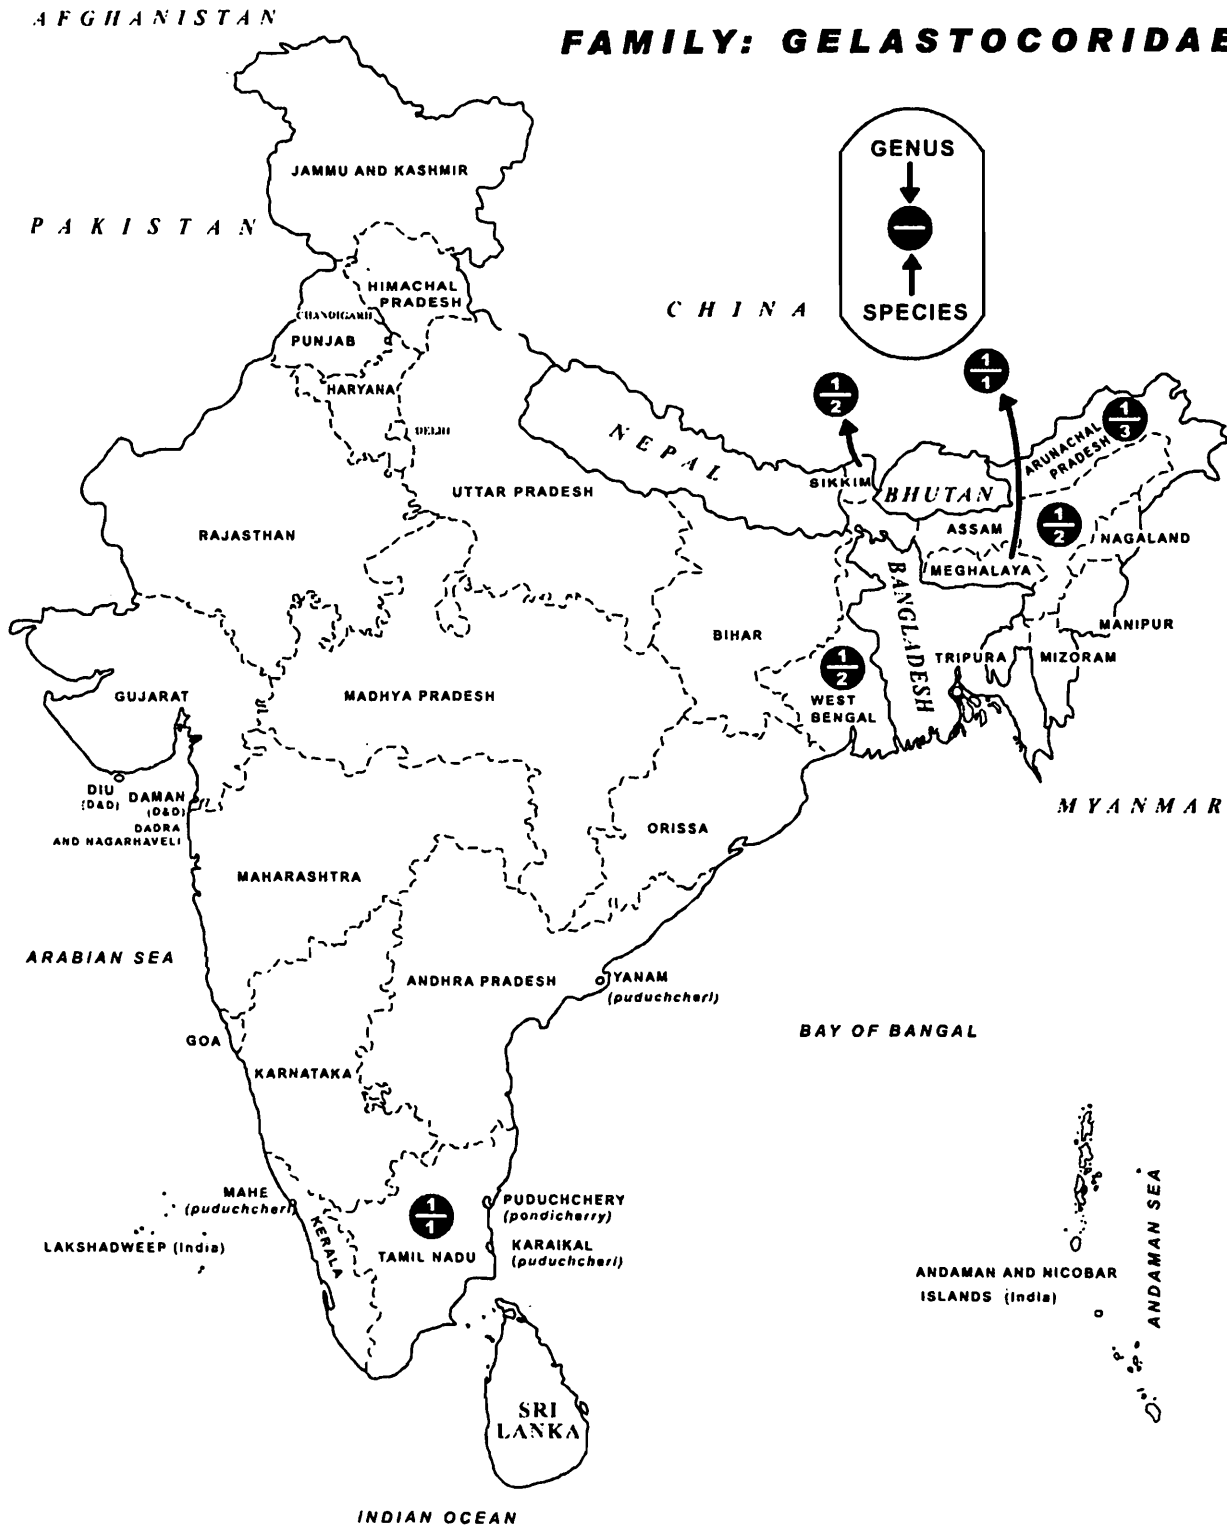 AFGHANISTAN
FAMILY: GELASTOCORIDAE
GENUS
SPECIES
JAMMU AND KASHMIR
PAKISTAN
HIMACHAL
PRADESH
CHANDIGARH
PUNJAB
HARYANA
DELHI
CHINA
1
2
1
1
1
3
ARUNACHAL
PRADESH
NEPAL
SIKKIM
BHUTAN
UTTAR PRADESH
RAJASTHAN
ASSAM
1
2
NAGALAND
MEGHALAYA
BANGLADESH
MANIPUR
BIHAR
TRIPURA
MIZORAM
1
2
WEST
BENGAL
GUJARAT
MADHYA PRADESH
DIU
(D&D)
DAMAN
(D&D)
DADRA
AND NAGARHAVELI
MYANMAR
ORISSA
MAHARASHTRA
ARABIAN SEA
ANDHRA PRADESH
YANAM
(puduchcheri)
GOA
BAY OF BANGAL
KARNATAKA
MAHE
(puduchcheri)
LAKSHADWEEP (India)
KERALA
1
1
TAMIL NADU
PUDUCHCHERY
(pondicherry)
KARAIKAL
(puduchcheri)
ANDAMAN AND NICOBAR
ISLANDS (India)
ANDAMAN SEA
SRI
LANKA
INDIAN OCEAN